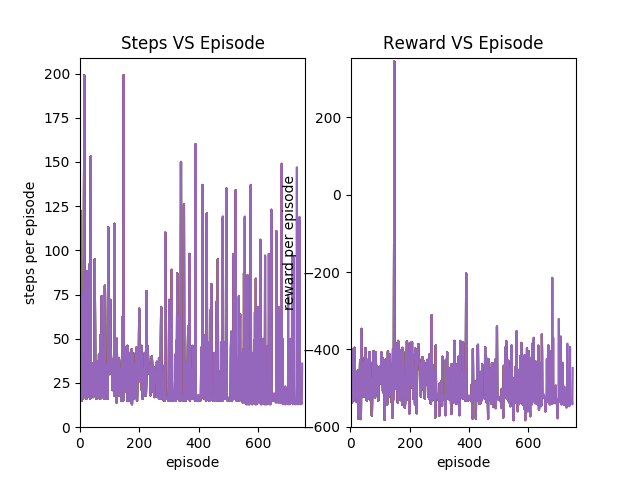 Steps VS Episode
steps per episode
200
175
150
125
100
75
50
25
0
0 200 400 600
episode
Reward VS Episode
reward per episode
200
0
−200
−400
−600
0 200 400 600
episode